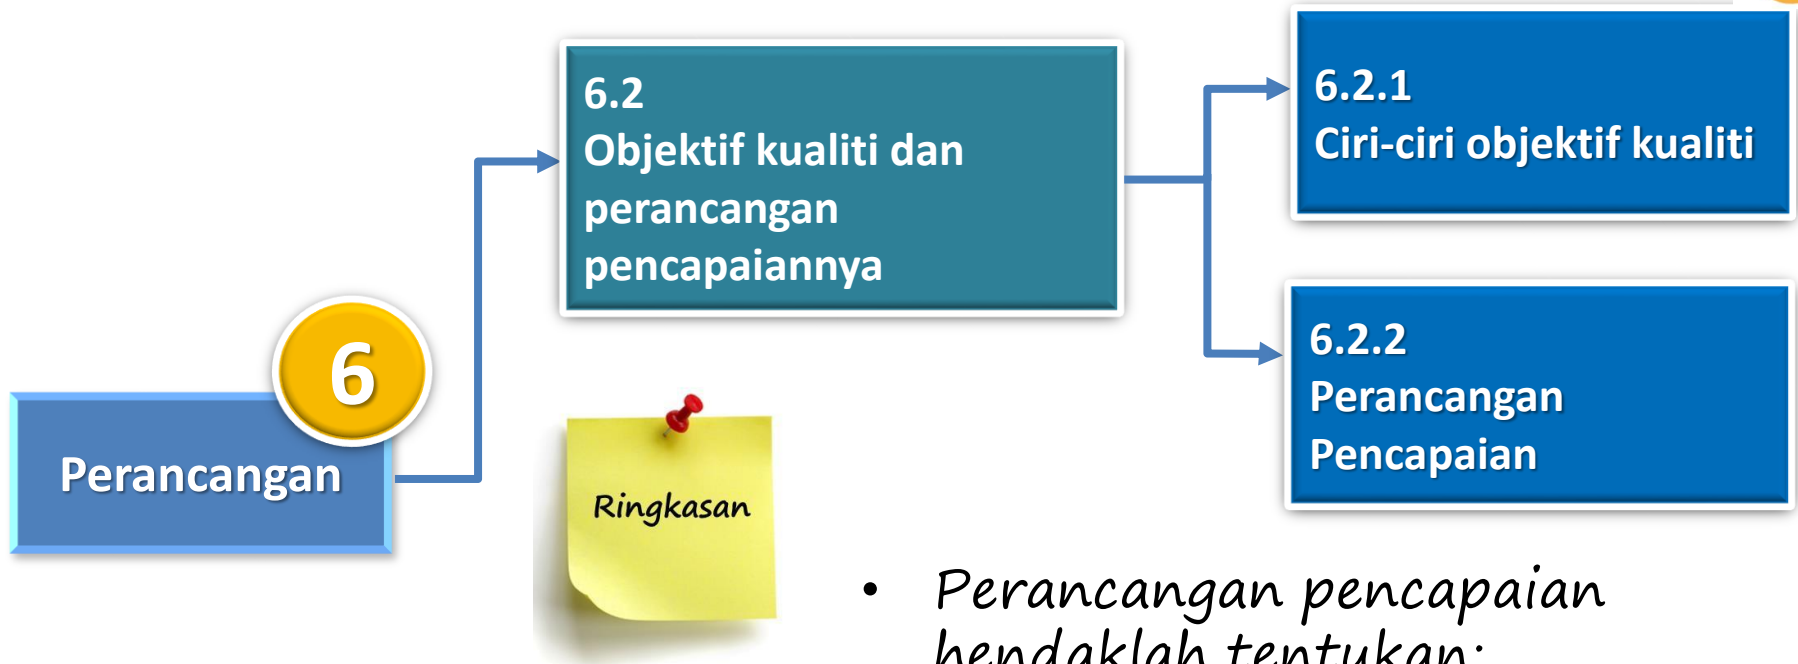 6
Perancangan
6.2
Objektif kualiti dan
perancangan
pencapaiannya
6.2.1
Ciri-ciri objektif kualiti
6.2.2
Perancangan
Pencapaian
Ringkasan
• Perancangan pencapaian
hendaklah tentukan: